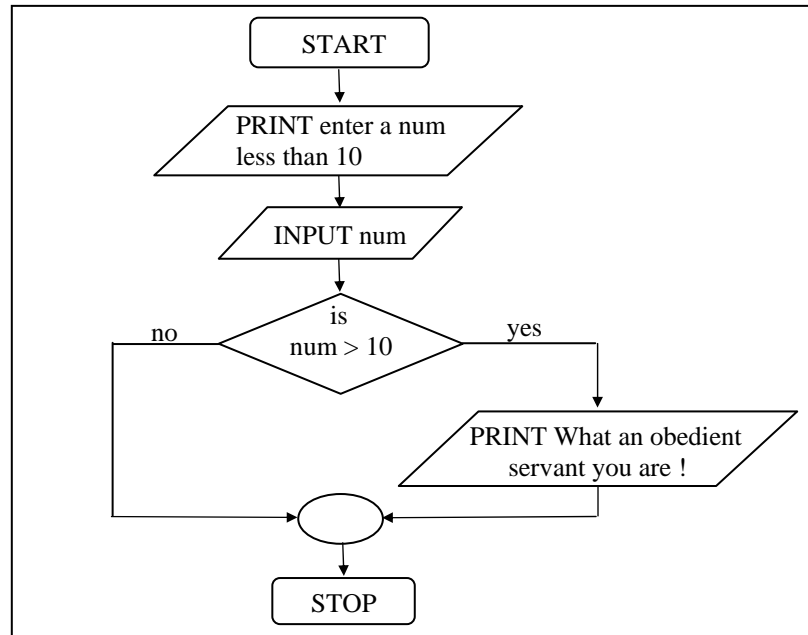 START
PRINT enter a num
less than 10
INPUT num
is
num > 10
no
yes
PRINT What an obedient
servant you are !
STOP